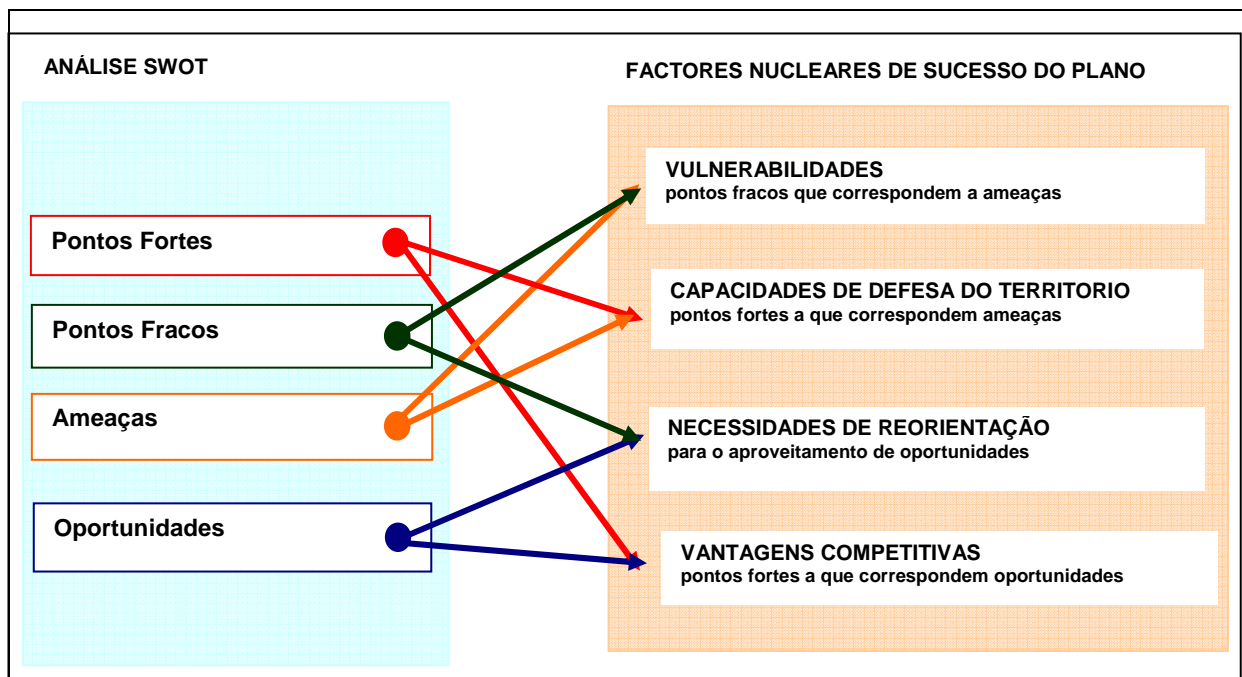 ANÁLISE SWOT
Pontos Fortes
Pontos Fracos
Ameaças
Oportunidades
FACTORES NUCLEARES DE SUCESSO DO PLANO
VULNERABILIDADES
pontos fracos que correspondem a ameaças
CAPACIDADES DE DEFESA DO TERRITORIO
pontos fortes a que correspondem ameaças
NECESSIDADES DE REORIENTAÇÃO
para o aproveitamento de oportunidades
VANTAGENS COMPETITIVAS
pontos fortes a que correspondem oportunidades